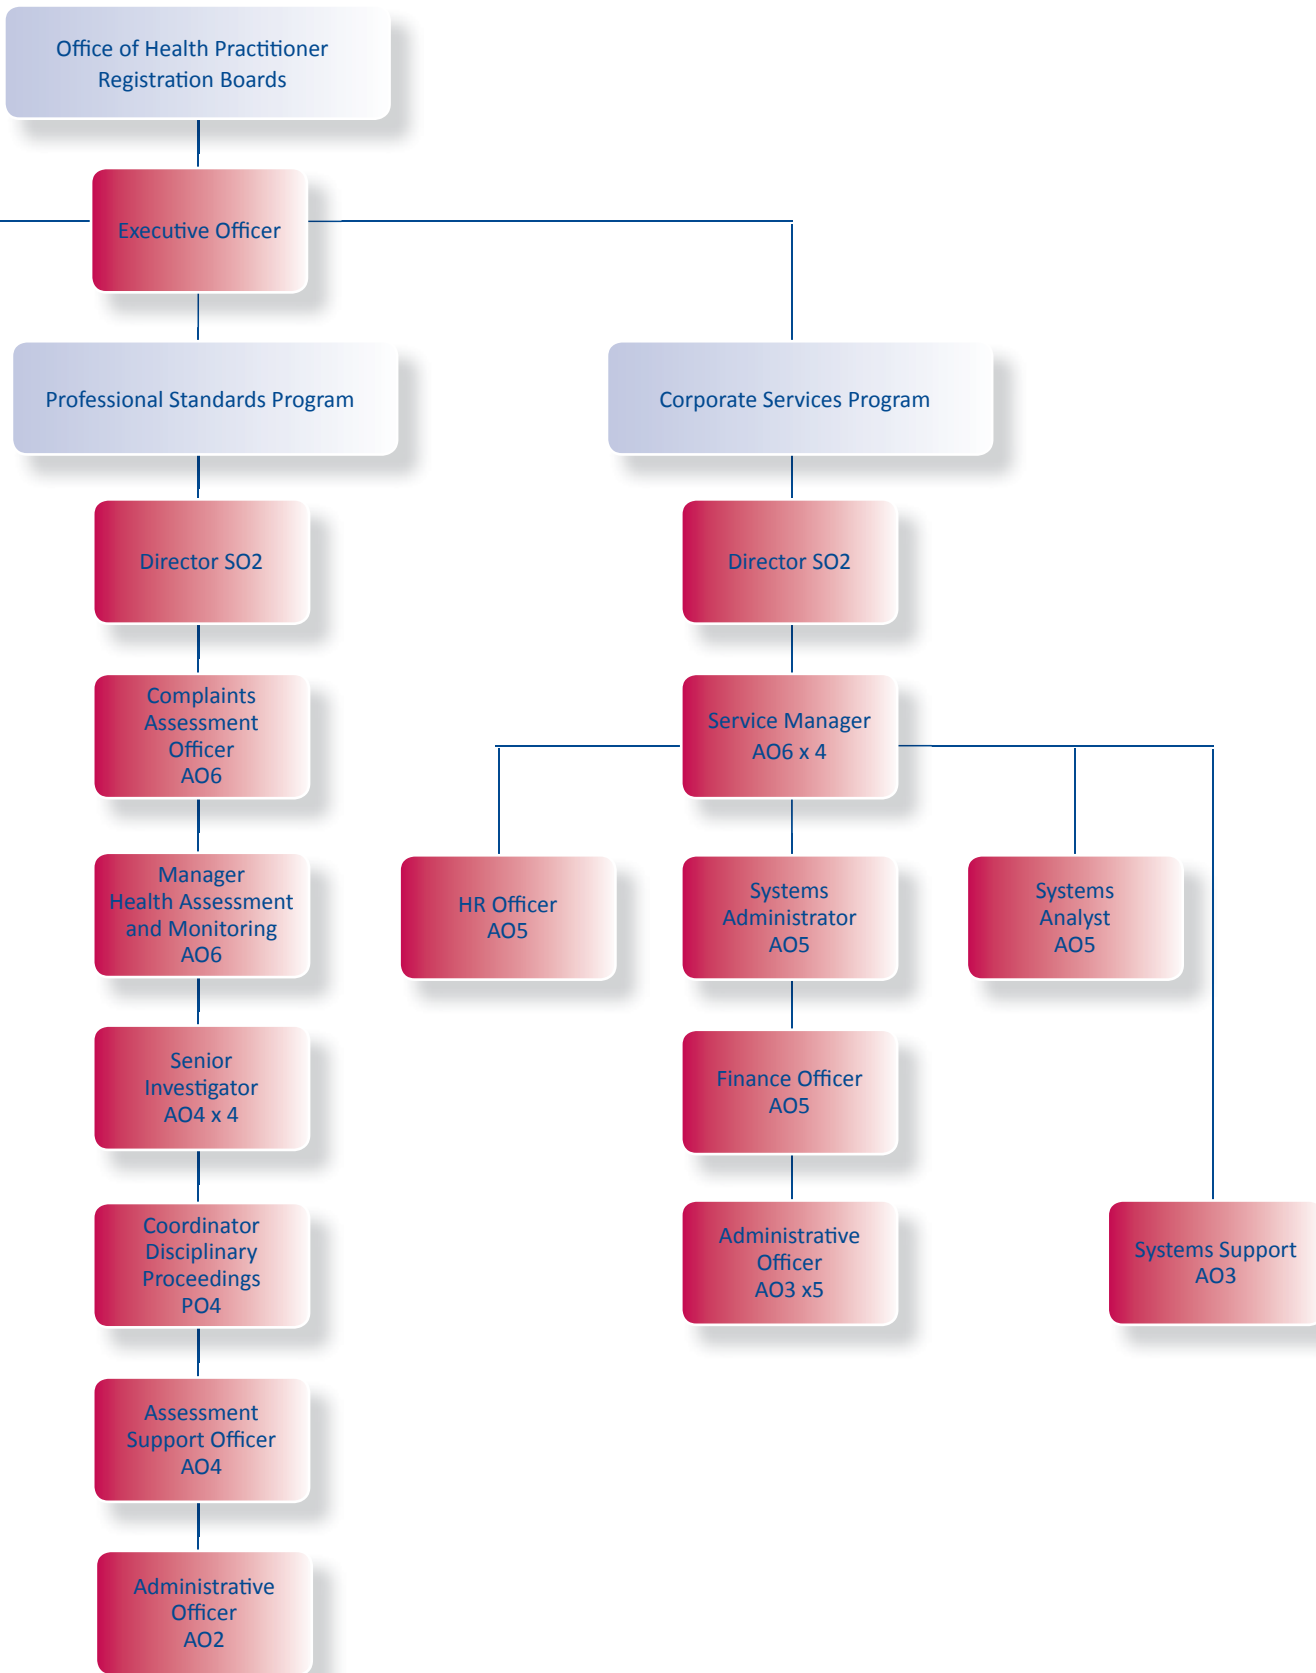 Office of Health Practitioner
Registration Boards
Executive Officer
Professional Standards Program
Corporate Services Program
Director SO2
Director SO2
Complaints
Assessment
Officer
AO6
Service Manager
AO6 x 4
Manager
Health Assessment
and Monitoring
AO6
HR Officer
AO5
Systems
Administrator
AO5
Systems
Analyst
AO5
Senior
Investigator
AO4 x 4
Finance Officer
AO5
Coordinator
Disciplinary
Proceedings
PO4
Administrative
Officer
AO3 x5
Systems Support
AO3
Assessment
Support Officer
AO4
Administrative
Officer
AO2